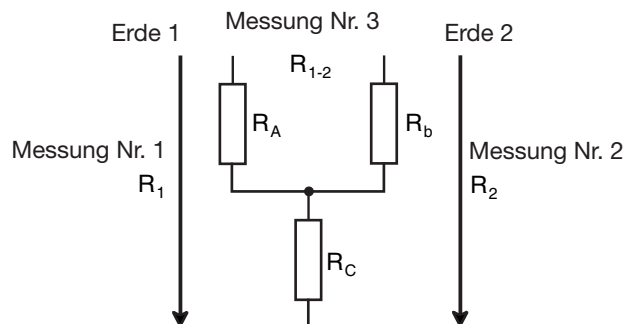 Messung Nr. 3
Erde 1
Erde 2
R1-2
RA
Rb
Messung Nr. 1
R1
Messung Nr. 2
R2
RC